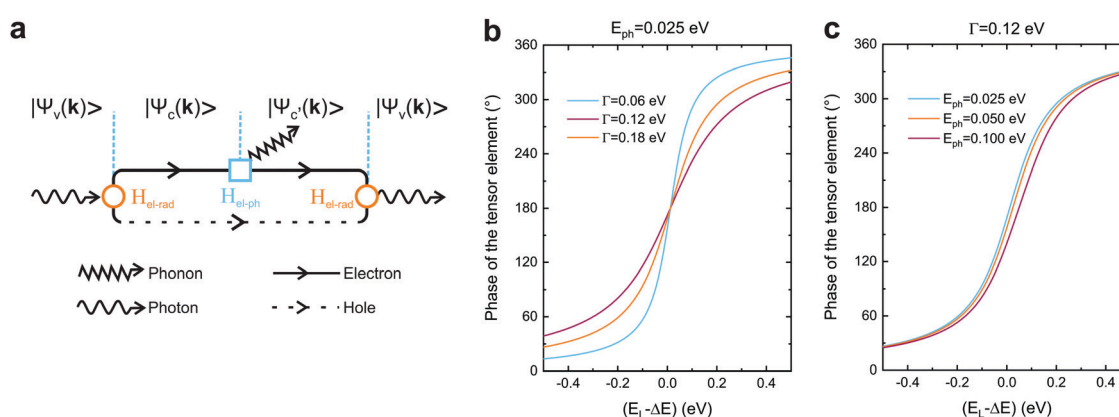 a
|Ψv(k)> |Ψc(k)> |Ψc'(k)> |Ψv(k)>
Hel-rad Hel-ph Hel-rad
Phonon Electron
Photon Hole
b
Eph=0.025 eV
Phase of the tensor element (°)
360
300
240
180
120
60
0
Γ=0.06 eV
Γ=0.12 eV
Γ=0.18 eV
-0.4 -0.2 0.0 0.2 0.4
(EL-ΔE) (eV)
c
Γ=0.12 eV
Phase of the tensor element (°)
360
300
240
180
120
60
0
Eph=0.025 eV
Eph=0.050 eV
Eph=0.100 eV
-0.4 -0.2 0.0 0.2 0.4
(EL-ΔE) (eV)